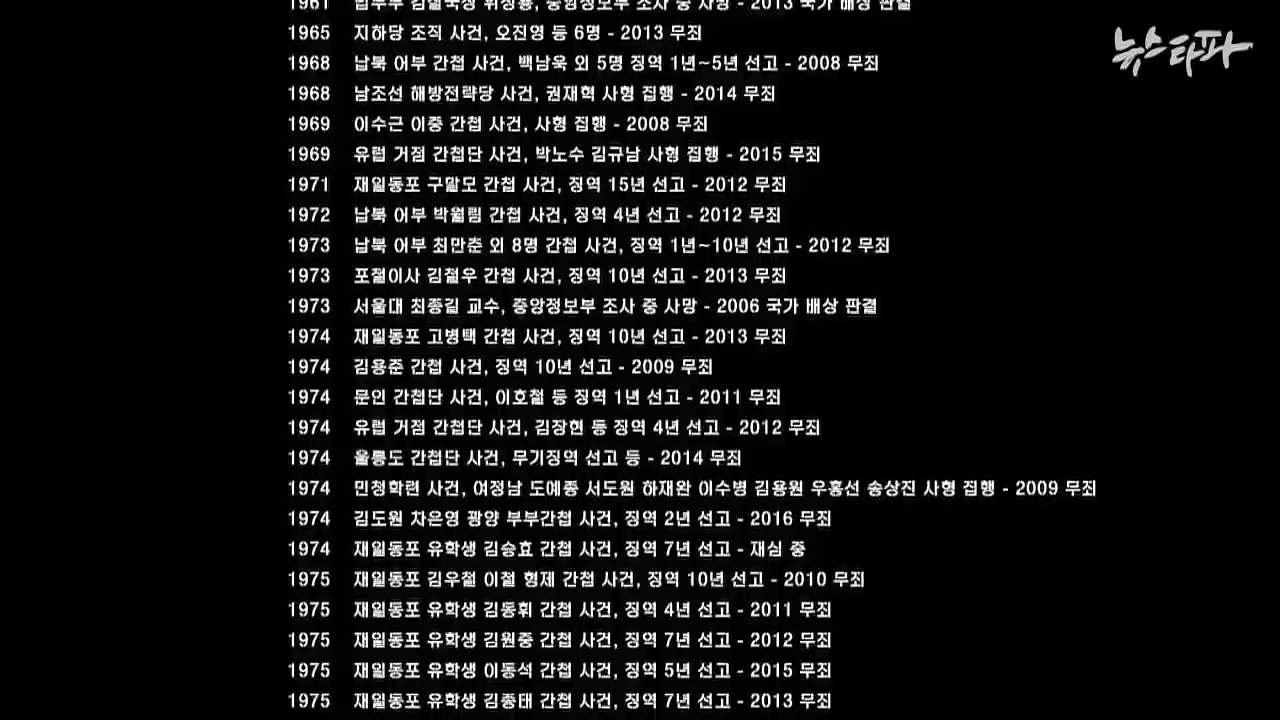 뉴스타파
1961 조사 중 사망 - 2013 국가 배상 판결
1965 지하당 조직 사건, 오진영 등 6명 - 2013 무죄
1968 납북 어부 간첩 사건, 백남욱 외 5명 징역 1년~5년 선고 - 2008 무죄
1968 남조선 해방전략당 사건, 권재혁 사형 집행 - 2014 무죄
1969 이수근 이중 간첩 사건, 사형 집행 - 2008 무죄
1969 유럽 거점 간첩단 사건, 박노수 김규남 사형 집행 - 2015 무죄
1971 재일동포 구말모 간첩 사건, 징역 15년 선고 - 2012 무죄
1972 납북 어부 박월림 간첩 사건, 징역 4년 선고 - 2012 무죄
1973 납북 어부 최만춘 외 8명 간첩 사건, 징역 1년~10년 선고 - 2012 무죄
1973 포철이사 김철우 간첩 사건, 징역 10년 선고 - 2013 무죄
1973 서울대 최종길 교수, 중앙정보부 조사 중 사망 - 2006 국가 배상 판결
1974 재일동포 고병택 간첩 사건, 징역 10년 선고 - 2013 무죄
1974 김용준 간첩 사건, 징역 10년 선고 - 2009 무죄
1974 문인 간첩단 사건, 이호철 등 징역 1년 선고 - 2011 무죄
1974 유럽 거점 간첩단 사건, 김장현 등 징역 4년 선고 - 2012 무죄
1974 울릉도 간첩단 사건, 무기징역 선고 등 - 2014 무죄
1974 민청학련 사건, 여정남 도예종 서도원 하재완 이수병 김용원 우홍선 송상진 사형 집행 - 2009 무죄
1974 김도원 차은영 광양 부부간첩 사건, 징역 2년 선고 - 2016 무죄
1974 재일동포 유학생 김승효 간첩 사건, 징역 7년 선고 - 재심 중
1975 재일동포 김우철 이철 형제 간첩 사건, 징역 10년 선고 - 2010 무죄
1975 재일동포 유학생 김동휘 간첩 사건, 징역 4년 선고 - 2011 무죄
1975 재일동포 유학생 김원중 간첩 사건, 징역 7년 선고 - 2012 무죄
1975 재일동포 유학생 이동석 간첩 사건, 징역 5년 선고 - 2015 무죄
1975 재일동포 유학생 김종태 간첩 사건, 징역 7년 선고 - 2013 무죄